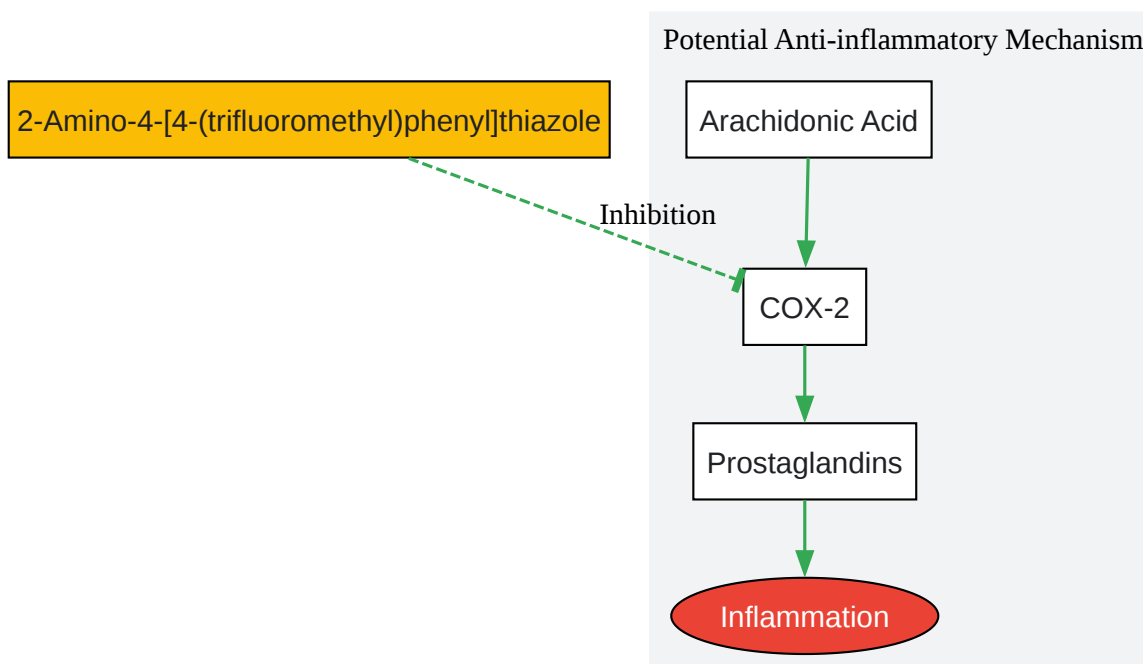 Potential Anti-inflammatory Mechanism
2-Amino-4-[4-(trifluoromethyl)phenyl]thiazole
Arachidonic Acid
Inhibition
COX-2
Prostaglandins
Inflammation